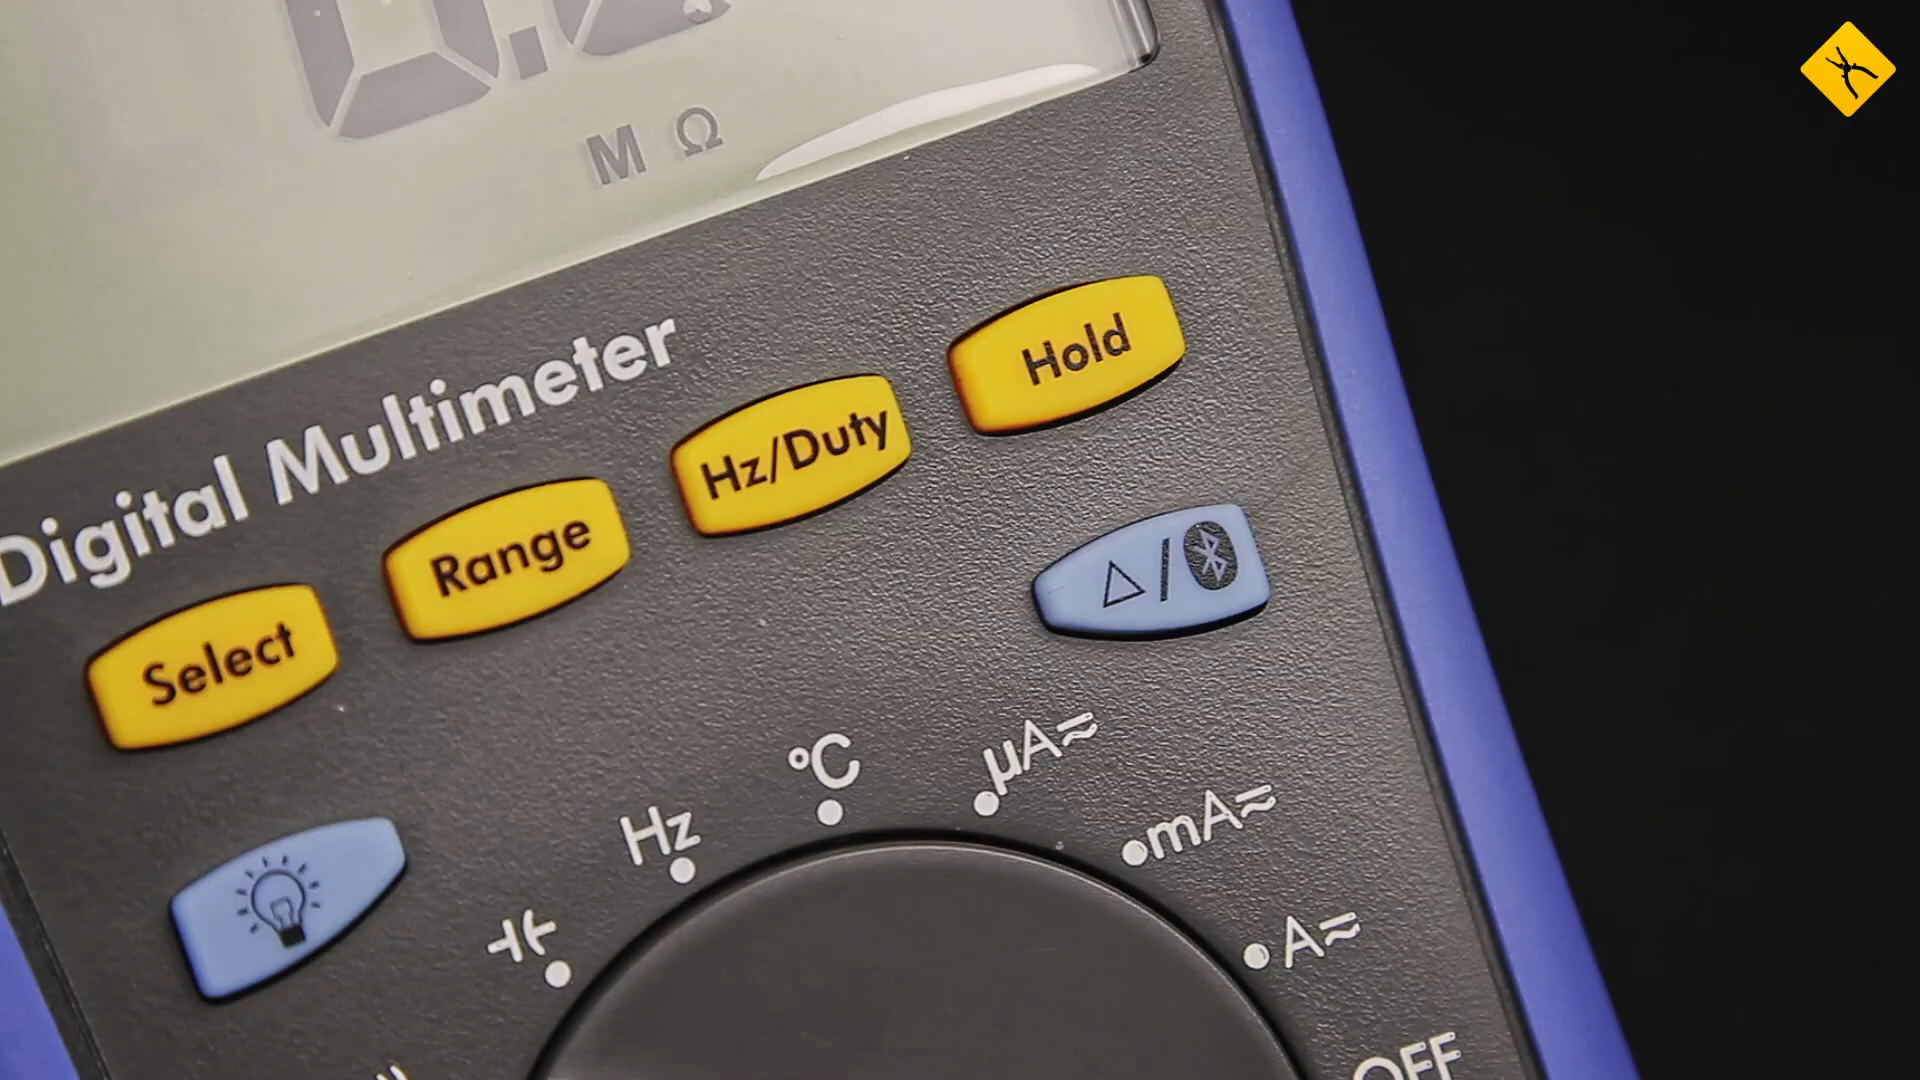 M Ω
Digital Multimeter
Select
Range
Hz/Duty
Hold
△/
Hz
°C
µA≂
mA≂
A≂
OFF